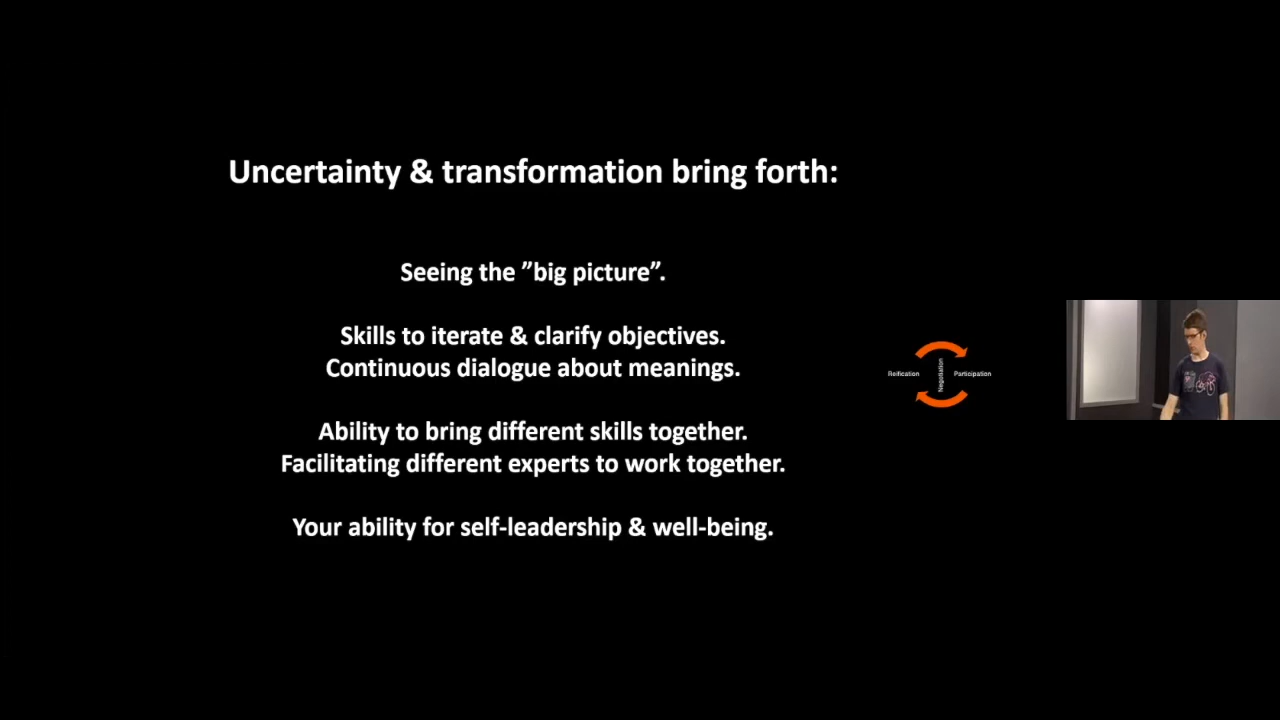 Uncertainty & transformation bring forth:
Seeing the ”big picture”.
Skills to iterate & clarify objectives.
Continuous dialogue about meanings.
Ability to bring different skills together.
Facilitating different experts to work together.
Your ability for self-leadership & well-being.
Reification
Negotiation
Participation